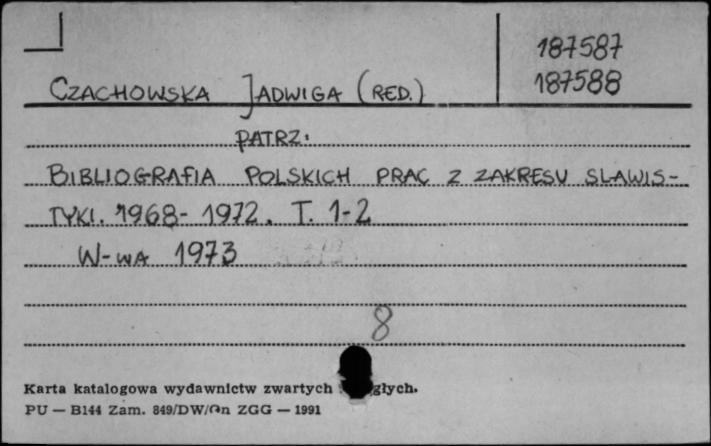 187587
187588
CZACHOWSKA JADWIGA (RED.)
PATRZ:
BIBLIOGRAFIA POLSKICH PRAC Z ZAKRESU SLAWIS-
TYKI. 1968-1972. T. 1-2
W-WA 1973
8
Karta katalogowa wydawnictw zwartych
PU — B144 Zam. 849/DW/On ZGG — 1991